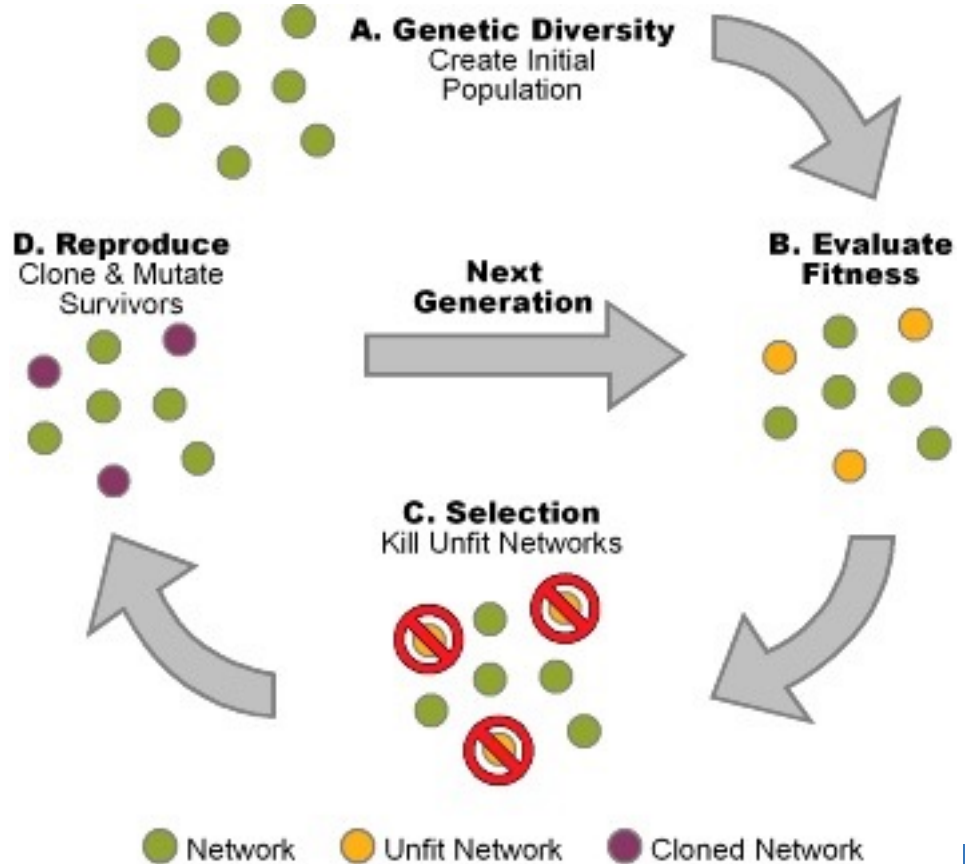 A. Genetic Diversity
Create Initial
Population
D. Reproduce
Clone & Mutate
Survivors
Next
Generation
B. Evaluate
Fitness
C. Selection
Kill Unfit Networks
Network
Unfit Network
Cloned Network